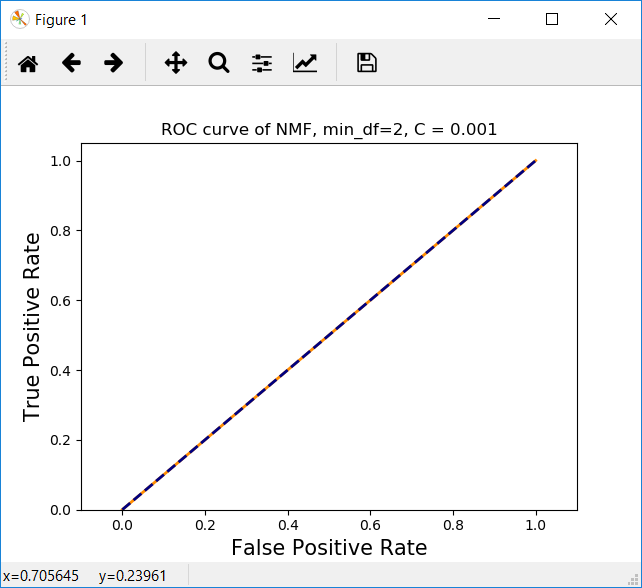 Figure 1
ROC curve of NMF, min_df=2, C = 0.001
1.0
0.8
0.6
0.4
0.2
0.0
True Positive Rate
0.0 0.2 0.4 0.6 0.8 1.0
False Positive Rate
x=0.705645 y=0.23961